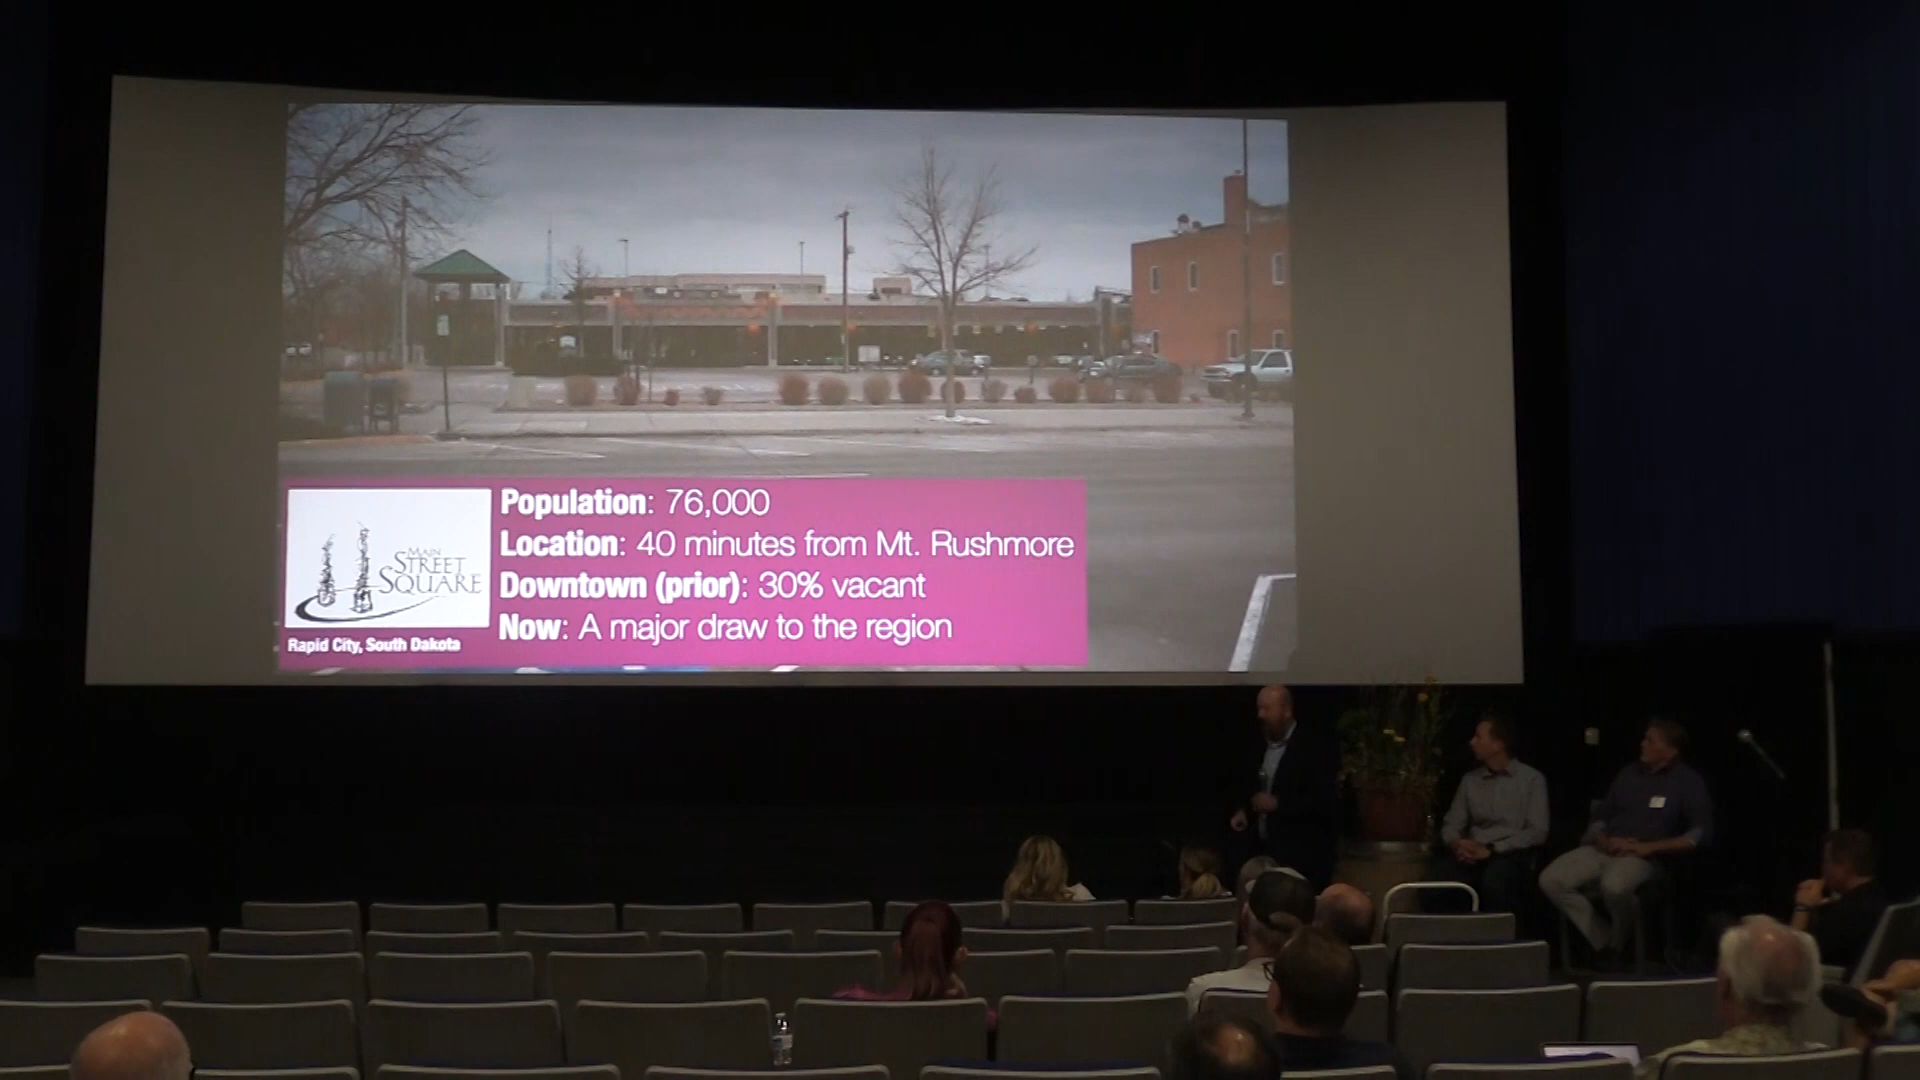 MAIN
STREET
SQUARE
Rapid City, South Dakota
Population: 76,000
Location: 40 minutes from Mt. Rushmore
Downtown (prior): 30% vacant
Now: A major draw to the region